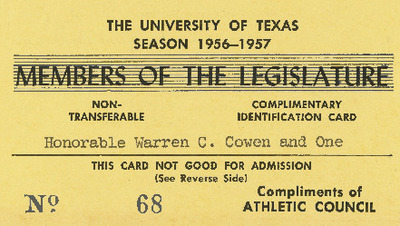 THE UNIVERSITY OF TEXAS
SEASON 1956–1957
MEMBERS OF THE LEGISLATURE
NON-
TRANSFERABLE
COMPLIMENTARY
IDENTIFICATION CARD
Honorable Warren C. Cowen and One
THIS CARD NOT GOOD FOR ADMISSION
(See Reverse Side)
Nº 68
Compliments of
ATHLETIC COUNCIL